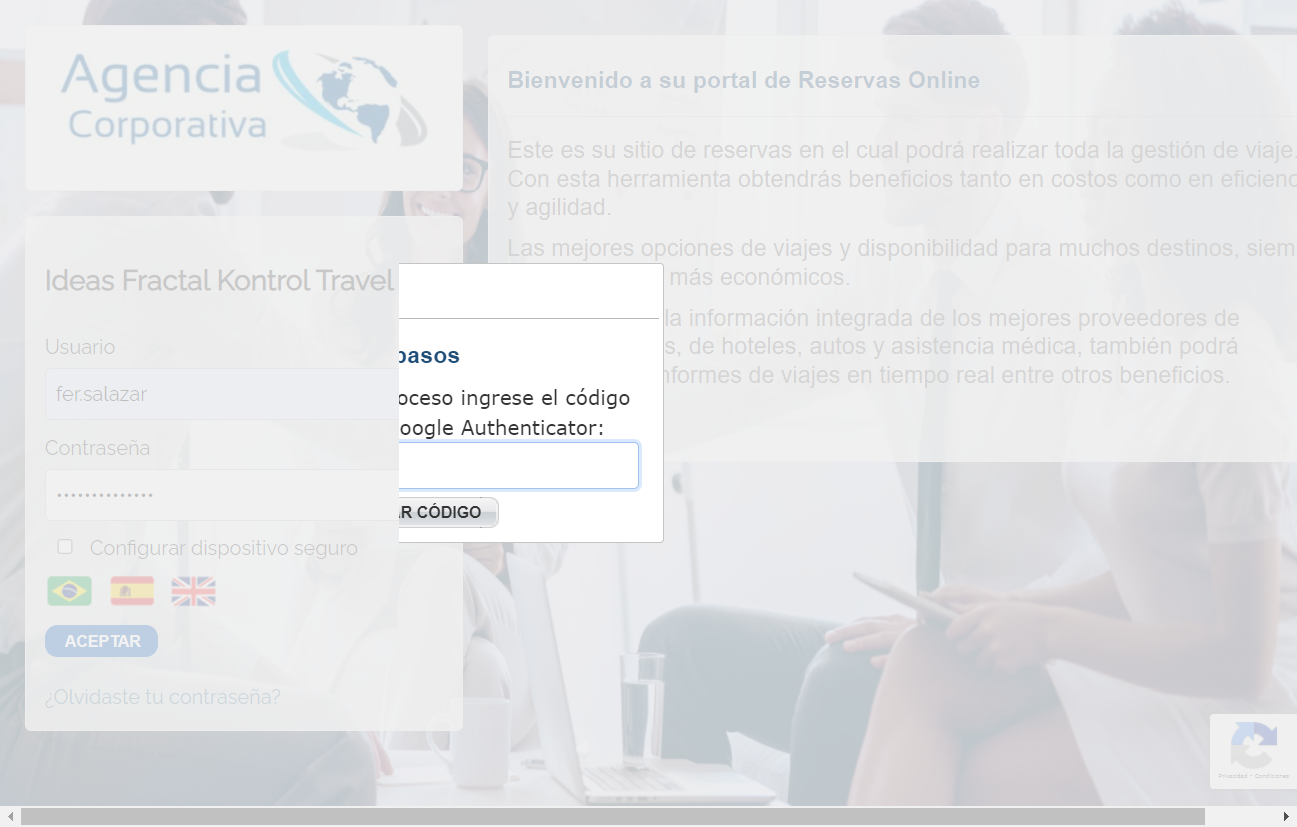 Agencia
Corporativa
Bienvenido a su portal de Reservas Online
Este es su sitio de reservas en el cual podrá realizar toda la gestión de viaje.
Con esta herramienta obtendrás beneficios tanto en costos como en eficienc
y agilidad.
Las mejores opciones de viajes y disponibilidad para muchos destinos, siem
más económicos.
la información integrada de los mejores proveedores de
s, de hoteles, autos y asistencia médica, también podrá
nformes de viajes en tiempo real entre otros beneficios.
Ideas Fractal Kontrol Travel
Usuario
fer.salazar
Contraseña
Configurar dispositivo seguro
ACEPTAR
¿Olvidaste tu contraseña?
pasos
oceso ingrese el código
oogle Authenticator:
AR CÓDIGO
Privacidad - Condiciones